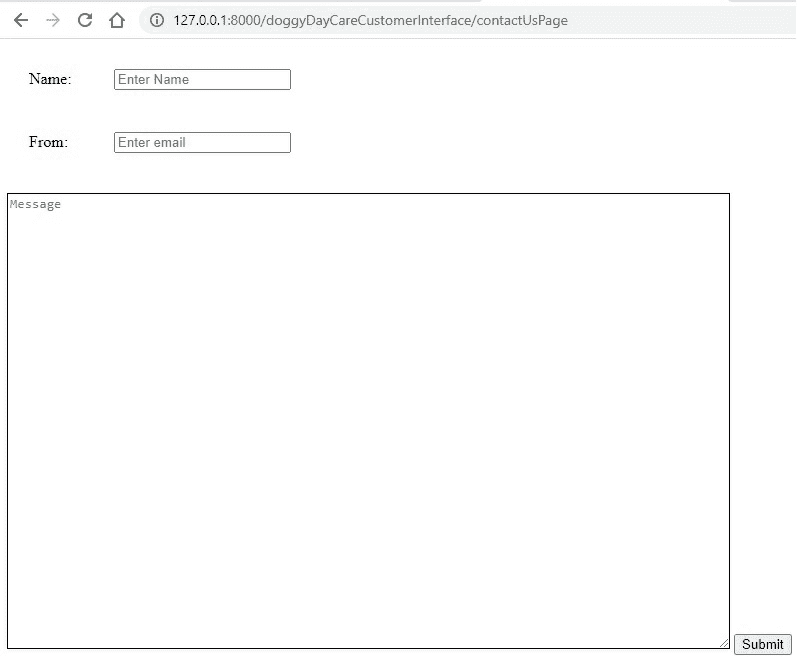 127.0.0.1:8000/doggyDayCareCustomerInterface/contactUsPage
Name: Enter Name
From: Enter email
Message
Submit